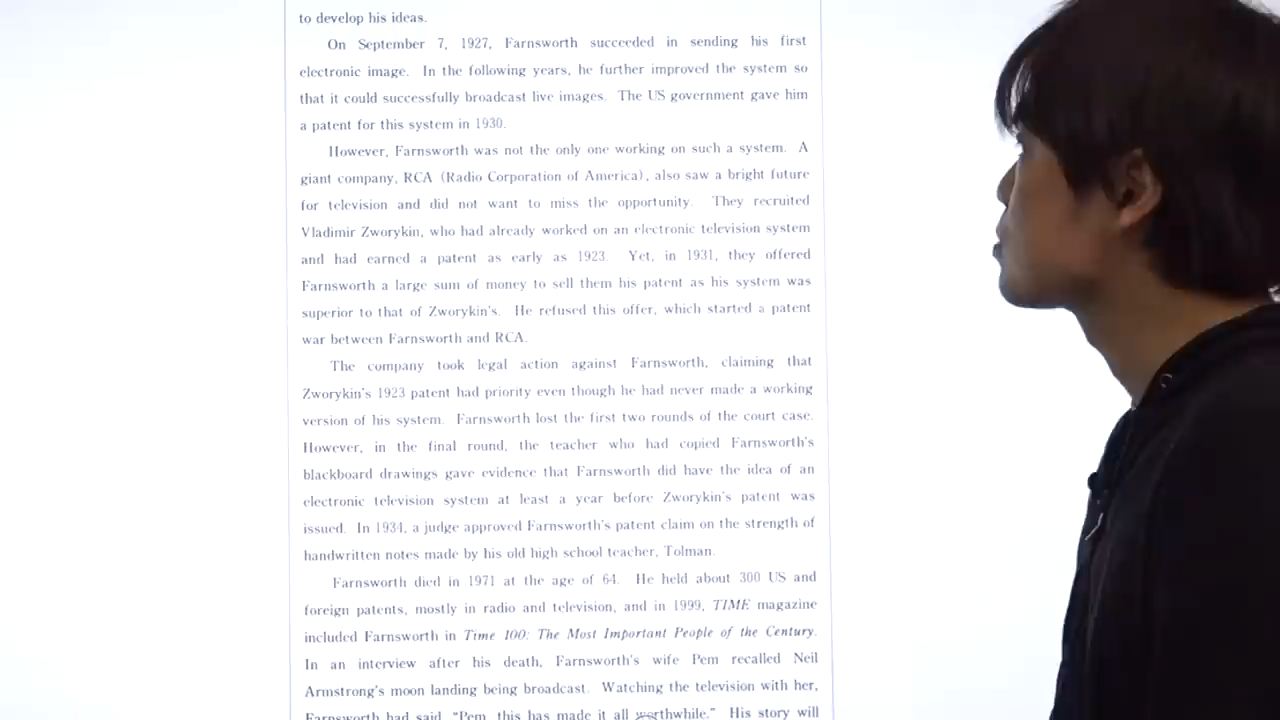 to develop his ideas.
On September 7, 1927, Farnsworth succeeded in sending his first
electronic image. In the following years, he further improved the system so
that it could successfully broadcast live images. The US government gave him
a patent for this system in 1930.
However, Farnsworth was not the only one working on such a system. A
giant company, RCA (Radio Corporation of America), also saw a bright future
for television and did not want to miss the opportunity. They recruited
Vladimir Zworykin, who had already worked on an electronic television system
and had earned a patent as early as 1923. Yet, in 1931, they offered
Farnsworth a large sum of money to sell them his patent as his system was
superior to that of Zworykin's. He refused this offer, which started a patent
war between Farnsworth and RCA.
The company took legal action against Farnsworth, claiming that
Zworykin's 1923 patent had priority even though he had never made a working
version of his system. Farnsworth lost the first two rounds of the court case.
However, in the final round, the teacher who had copied Farnsworth's
blackboard drawings gave evidence that Farnsworth did have the idea of an
electronic television system at least a year before Zworykin's patent was
issued. In 1934, a judge approved Farnsworth's patent claim on the strength of
handwritten notes made by his old high school teacher, Tolman.
Farnsworth died in 1971 at the age of 64. He held about 300 US and
foreign patents, mostly in radio and television, and in 1999, TIME magazine
included Farnsworth in Time 100: The Most Important People of the Century.
In an interview after his death, Farnsworth's wife Pem recalled Neil
Armstrong's moon landing being broadcast. Watching the television with her,
Farnsworth had said, "Pem, this has made it all worthwhile." His story will